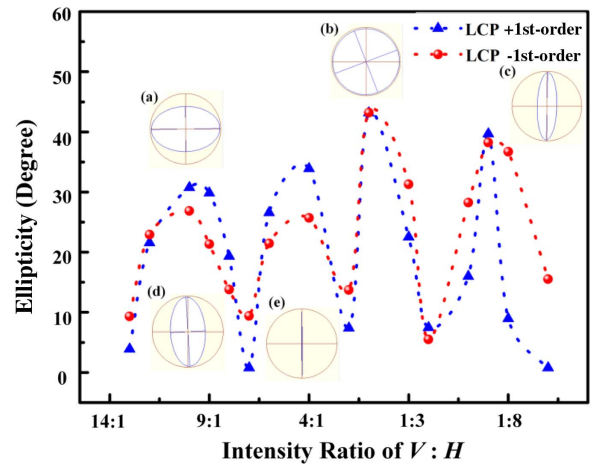 60
50
40
30
20
10
0
Ellipticity (Degree)
14:1 9:1 4:1 1:3 1:8
Intensity Ratio of V : H
LCP +1st-order
LCP -1st-order
(a)
(b)
(c)
(d)
(e)